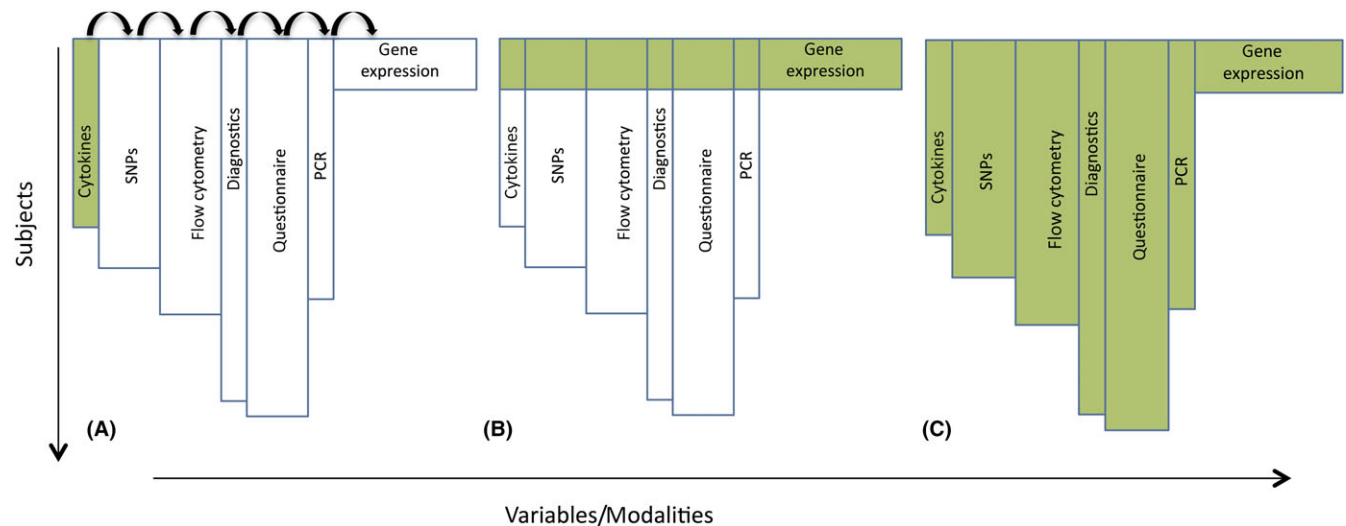 Subjects
Cytokines
SNPs
Flow cytometry
Diagnostics
Questionnaire
PCR
Gene
expression
(A)
Cytokines
SNPs
Flow cytometry
Diagnostics
Questionnaire
PCR
Gene
expression
(B)
Cytokines
SNPs
Flow cytometry
Diagnostics
Questionnaire
PCR
Gene
expression
(C)
Variables/Modalities